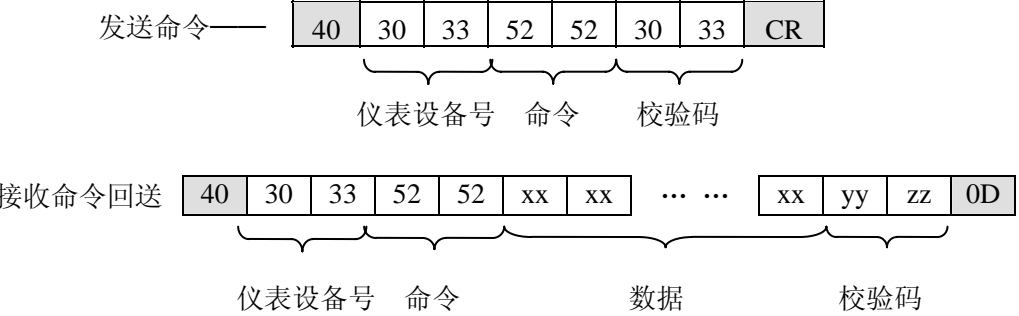 发送命令—— 40 30 33 52 52 30 33 CR
仪表设备号 命令 校验码
接收命令回送 40 30 33 52 52 xx xx … … xx yy zz 0D
仪表设备号 命令 数据 校验码